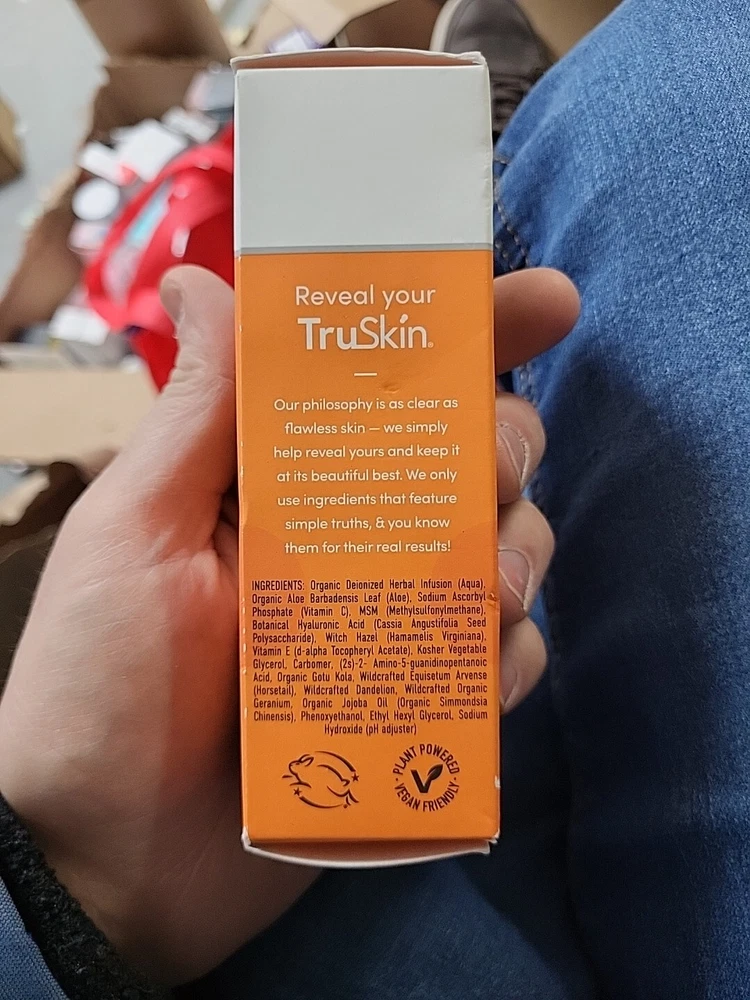 Reveal your
TruSkin®
Our philosophy is as clear as
flawless skin — we simply
help reveal yours and keep it
at its beautiful best. We only
use ingredients that feature
simple truths, & you know
them for their real results!
INGREDIENTS: Organic Deionized Herbal Infusion (Aqua),
Organic Aloe Barbadensis Leaf (Aloe), Sodium Ascorbyl
Phosphate (Vitamin C), MSM (Methylsulfonylmethane),
Botanical Hyaluronic Acid (Cassia Angustifolia Seed
Polysaccharide), Witch Hazel (Hamamelis Virginiana),
Vitamin E (d-alpha Tocopheryl Acetate), Kosher Vegetable
Glycerol, Carbomer, (2s)-2- Amino-5-guanidinopentanoic
Acid, Organic Gotu Kola, Wildcrafted Equisetum Arvense
(Horsetail), Wildcrafted Dandelion, Wildcrafted Organic
Geranium, Organic Jojoba Oil (Organic Simmondsia
Chinensis), Phenoxyethanol, Ethyl Hexyl Glycerol, Sodium
Hydroxide (pH adjuster)
PLANT POWERED
VEGAN FRIENDLY